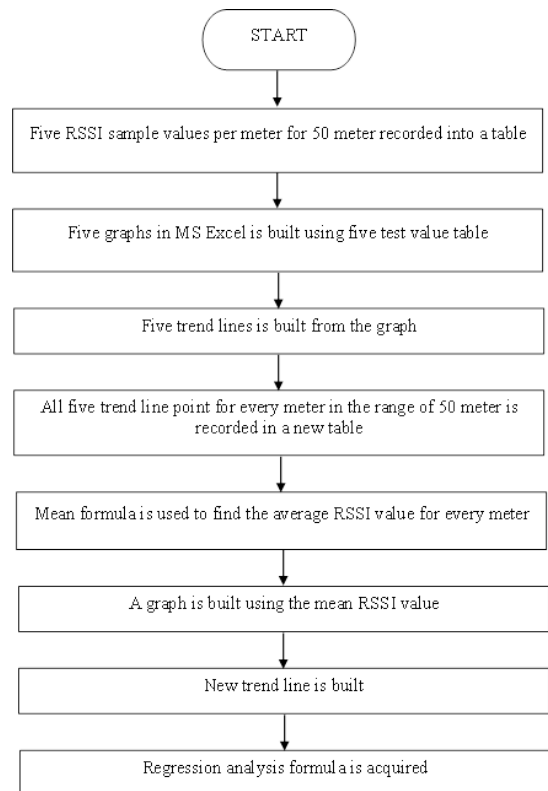 START
Five RSSI sample values per meter for 50 meter recorded into a table
Five graphs in MS Excel is built using five test value table
Five trend lines is built from the graph
All five trend line point for every meter in the range of 50 meter is
recorded in a new table
Mean formula is used to find the average RSSI value for every meter
A graph is built using the mean RSSI value
New trend line is built
Regression analysis formula is acquired